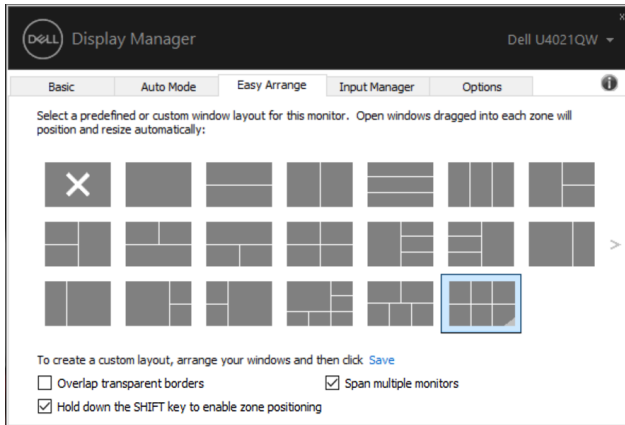 DELL Display Manager
Dell U4021QW
Basic Auto Mode Easy Arrange Input Manager Options
Select a predefined or custom window layout for this monitor. Open windows dragged into each zone will
position and resize automatically:
To create a custom layout, arrange your windows and then click Save
Overlap transparent borders
Span multiple monitors
Hold down the SHIFT key to enable zone positioning